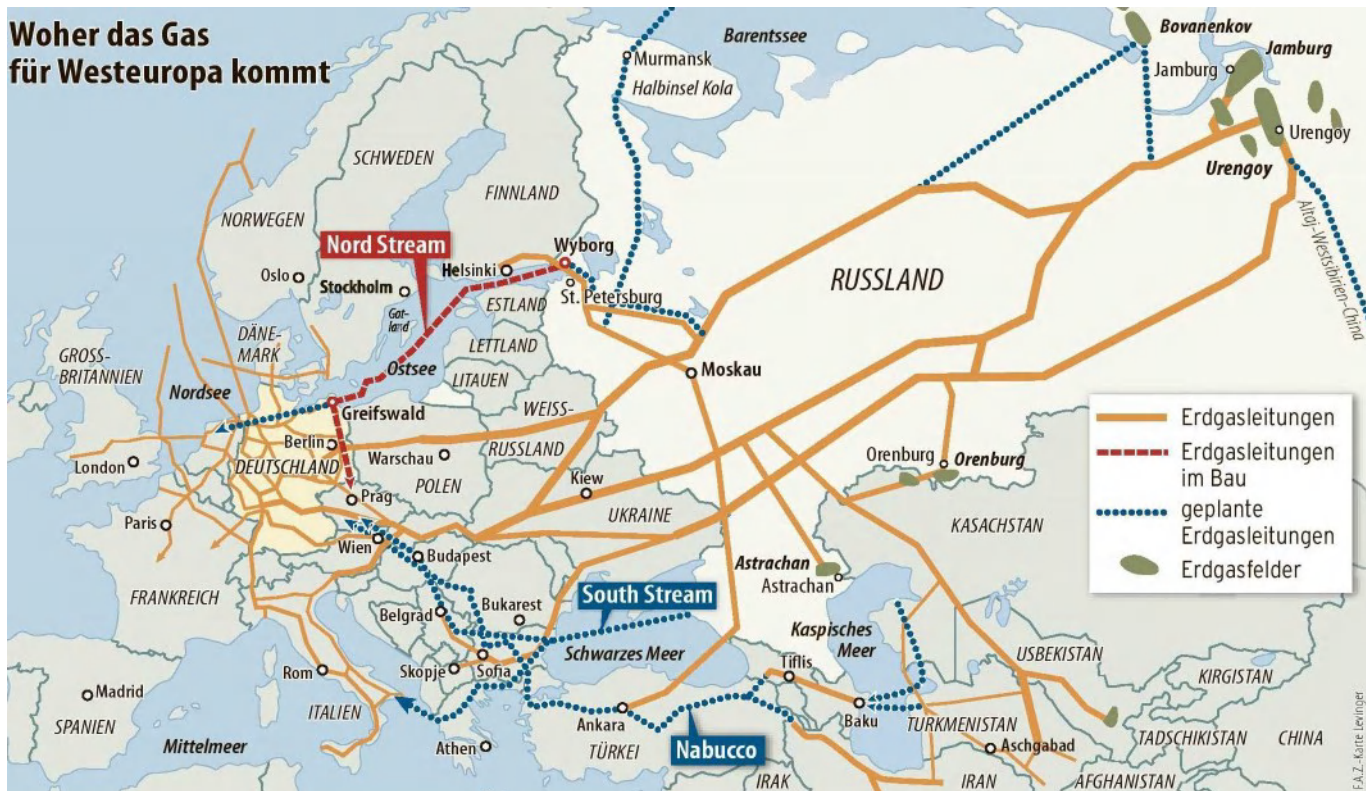 Woher das Gas
für Westeuropa kommt
Barentssee
Murmansk
Halbinsel Kola
Bovanenkov
Jamburg
Jamburg
Urengoy
Urengoy
Altaj-Westsibirien-China
SCHWEDEN
FINNLAND
NORWEGEN
Nord Stream
Wyborg
Helsinki
Oslo
Stockholm
St. Petersburg
ESTLAND
RUSSLAND
Gatland
DÄNE-
MARK
LETTLAND
GROSS-
BRITANNIEN
Nordsee
Ostsee
LITAUEN
Moskau
Greifswald
WEISS-
RUSSLAND
Berlin
Warschau
London
DEUTSCHLAND
POLEN
Kiew
Prag
UKRAINE
Paris
Wien
Budapest
Orenburg
Orenburg
KASACHSTAN
Astrachan
Astrachan
FRANKREICH
Belgrad
Bukarest
South Stream
Kaspisches
Meer
Schwarzes Meer
Tiflis
Skopje
Sofia
Rom
Madrid
SPANIEN
ITALIEN
Mittelmeer
Athen
Ankara
TÜRKEI
Nabucco
Baku
IRAK
IRAN
USBEKISTAN
KIRGISTAN
TURKMENISTAN
Aschgabad
TADSCHIKISTAN
CHINA
AFGHANISTAN
Erdgasleitungen
Erdgasleitungen
im Bau
geplante
Erdgasleitungen
Erdgasfelder
F.A.Z.-Karte Levinger